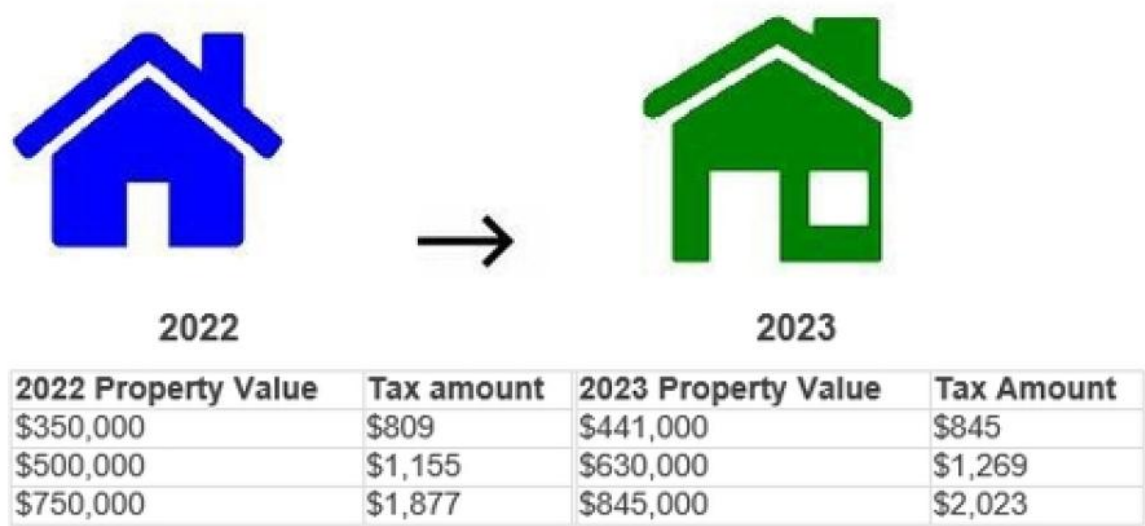 2022 2023
2022 Property Value Tax amount 2023 Property Value Tax Amount
$350,000 $809 $441,000 $845
$500,000 $1,155 $630,000 $1,269
$750,000 $1,877 $845,000 $2,023